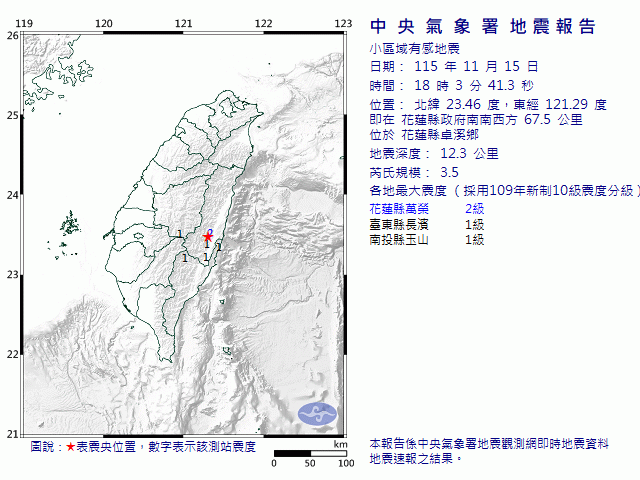 中央氣象署地震報告
小區域有感地震
日期： 115 年 11 月 15 日
時間： 18 時 3 分 41.3 秒
位置： 北緯 23.46 度，東經 121.29 度
即在 花蓮縣政府南南西方 67.5 公里
位於 花蓮縣卓溪鄉
地震深度： 12.3 公里
芮氏規模： 3.5
各地最大震度（採用109年新制10級震度分級）
花蓮縣萬榮 2級
臺東縣長濱 1級
南投縣玉山 1級
本報告係中央氣象署地震觀測網即時地震資料
地震速報之結果。
119 120 121 122 123
26
25
24
23
22
21
1 2
1 1
1 1
圖說：★表震央位置，數字表示該測站震度
km
0 50 100